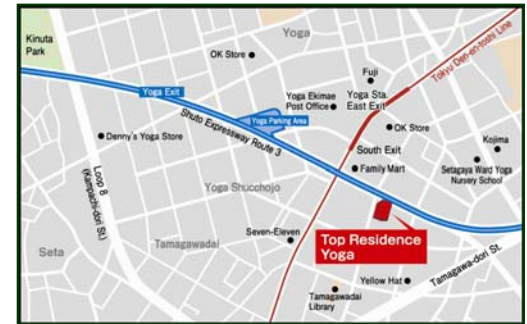 Kinuta
Park
Yoga
OK Store
Tokyu Den-en-toshi Line
Fuji
Yoga Exit
Yoga Ekimae
Post Office
Yoga Sta.
East Exit
Yoga Parking Area
Shuto Expressway Route 3
Denny's Yoga Store
OK Store
Kojima
South Exit
Family Mart
Setagaya Ward Yoga
Nursery School
Loop 8
(Kampachi-dori St.)
Yoga Shucchojo
Seven-Eleven
Top Residence
Yoga
Seta
Tamagawadai
Tamagawa-dori St.
Yellow Hat
Tamagawadai
Library